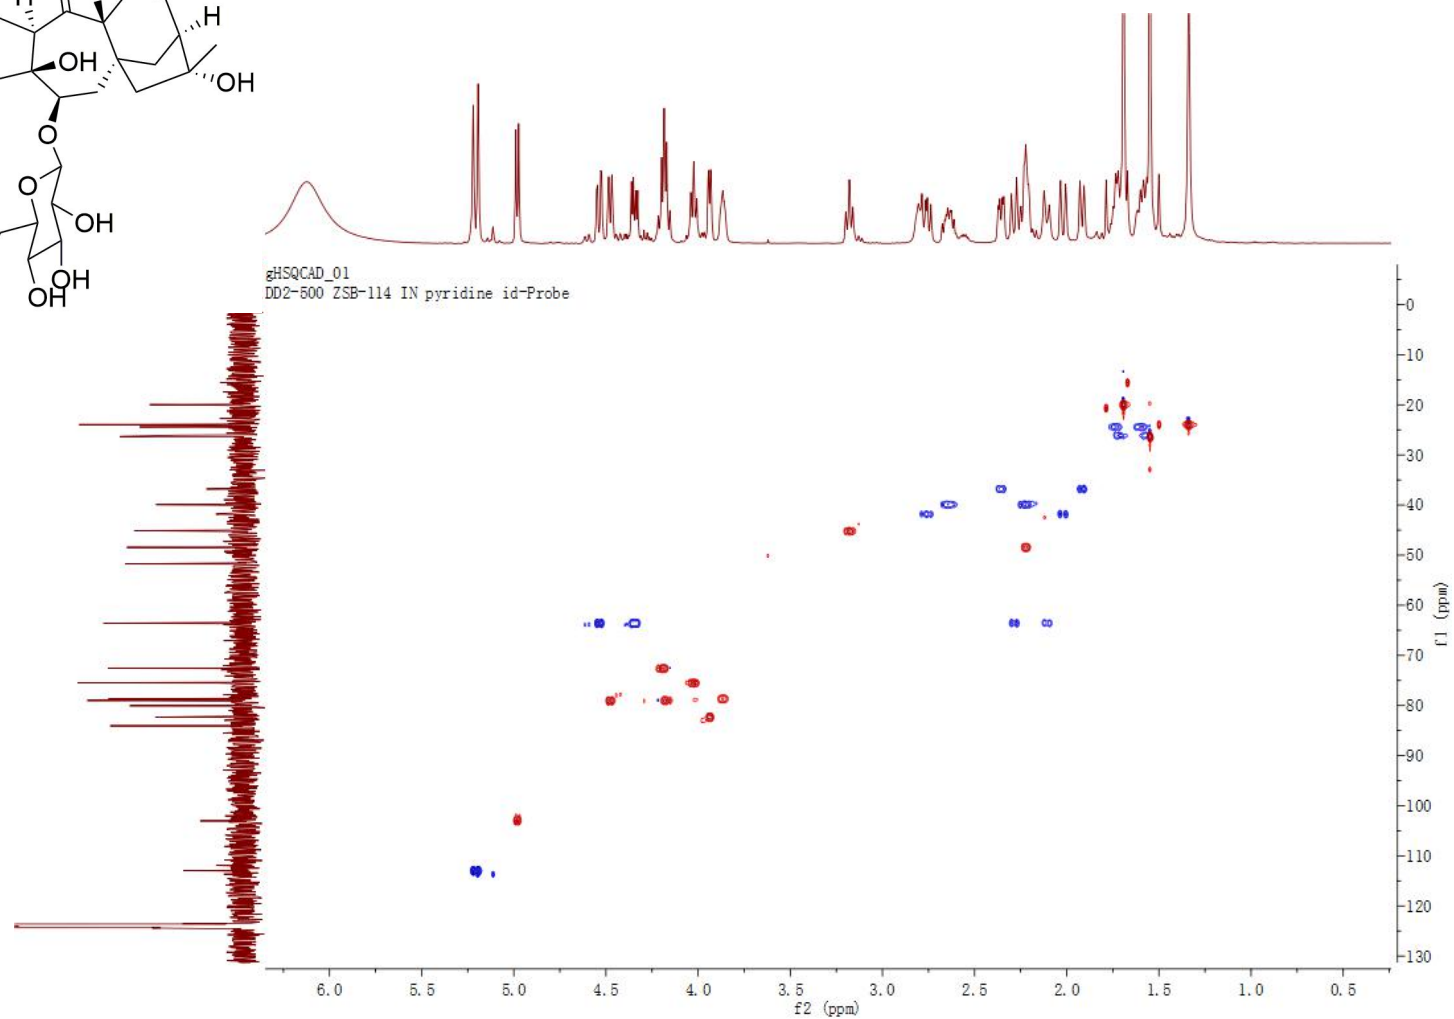 H
H
OH
OH
O
O
OH
OH
OH
gHSQCAD_01
DD2-500 ZSB-114 IN pyridine id-Probe
0
10
20
30
40
50
60
70
80
90
100
110
120
130
f1 (ppm)
6.0 5.5 5.0 4.5 4.0 3.5 3.0 2.5 2.0 1.5 1.0 0.5
f2 (ppm)